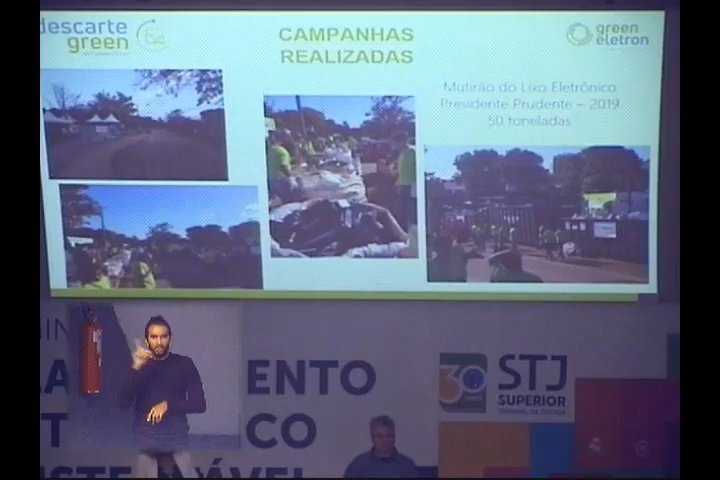 descarte
green
CAMPANHAS
REALIZADAS
green
eletron
Mutirão do Lixo Eletrônico
Presidente Prudente – 2019
50 toneladas
ENTO
CO
30
STJ
SUPERIOR